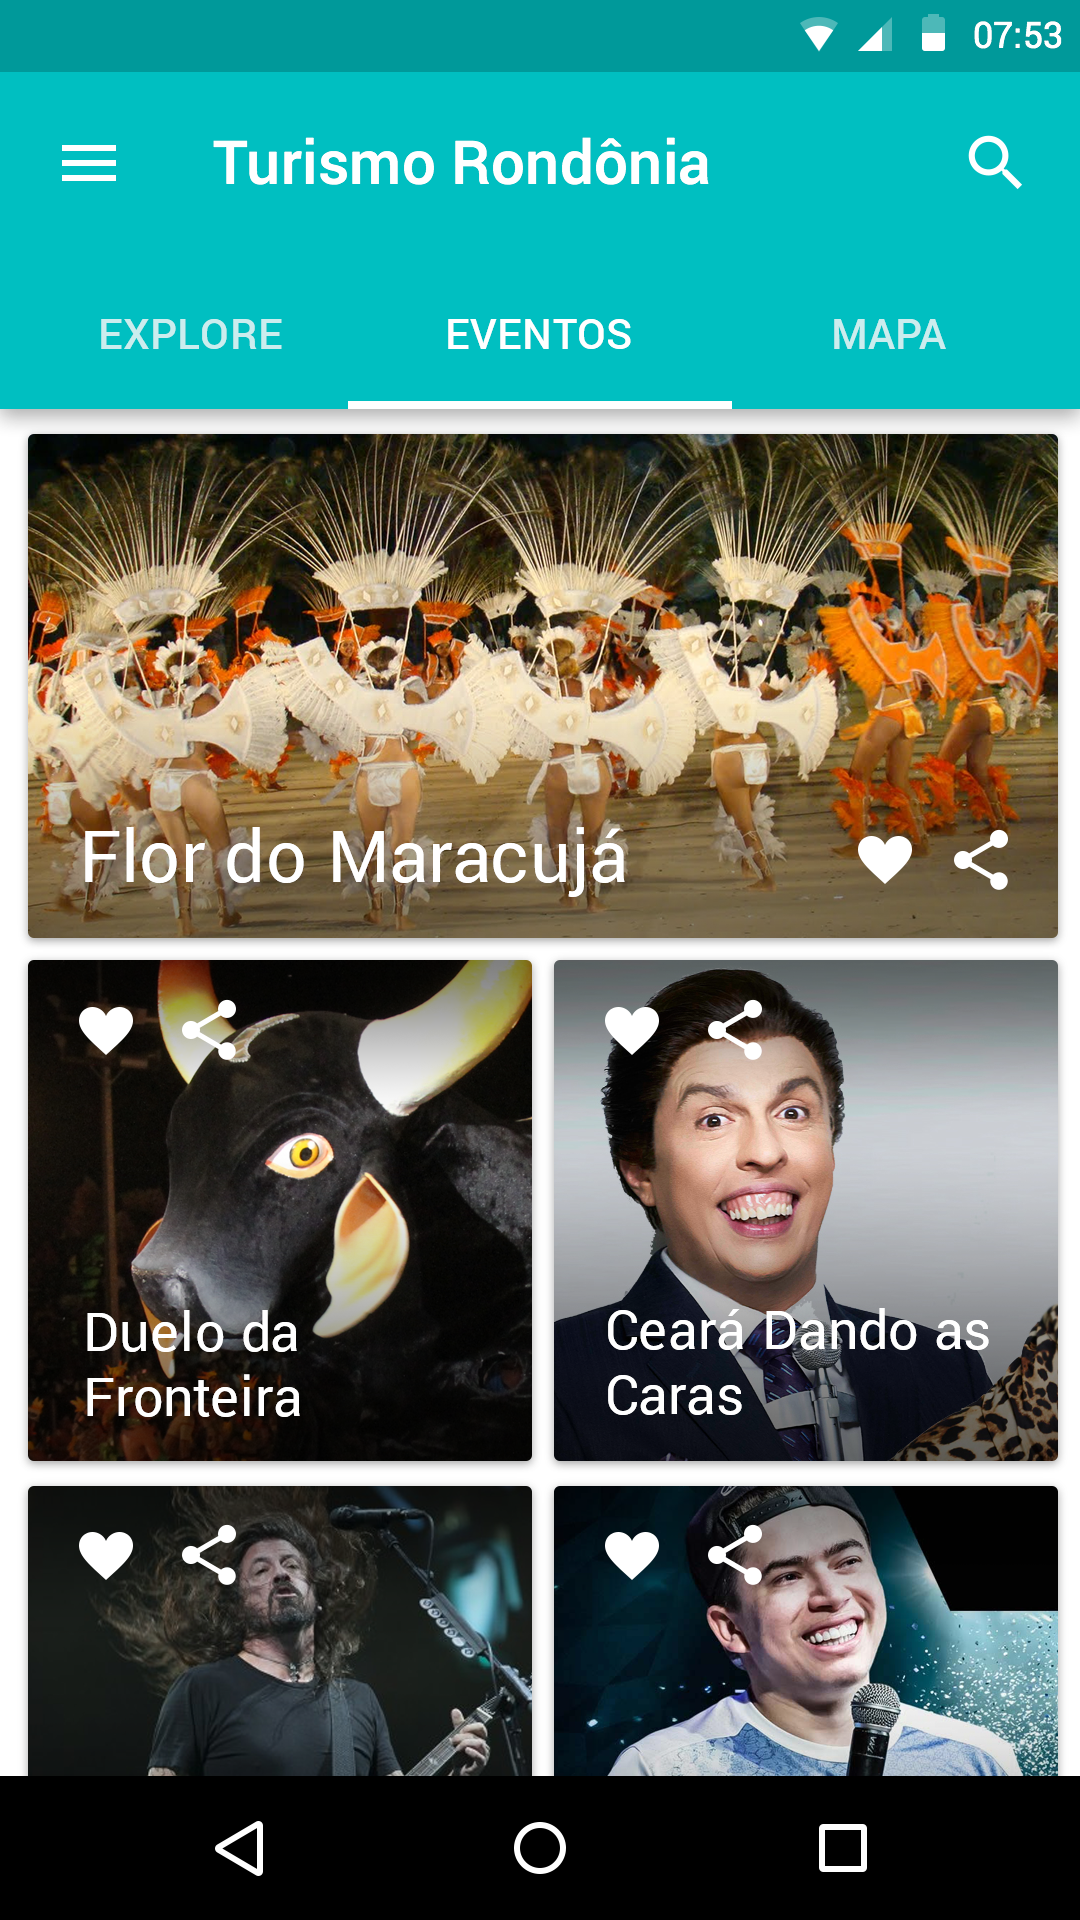 07:53
Turismo Rondônia
EXPLORE
EVENTOS
MAPA
Flor do Maracujá
Duelo da
Fronteira
Ceará Dando as
Caras